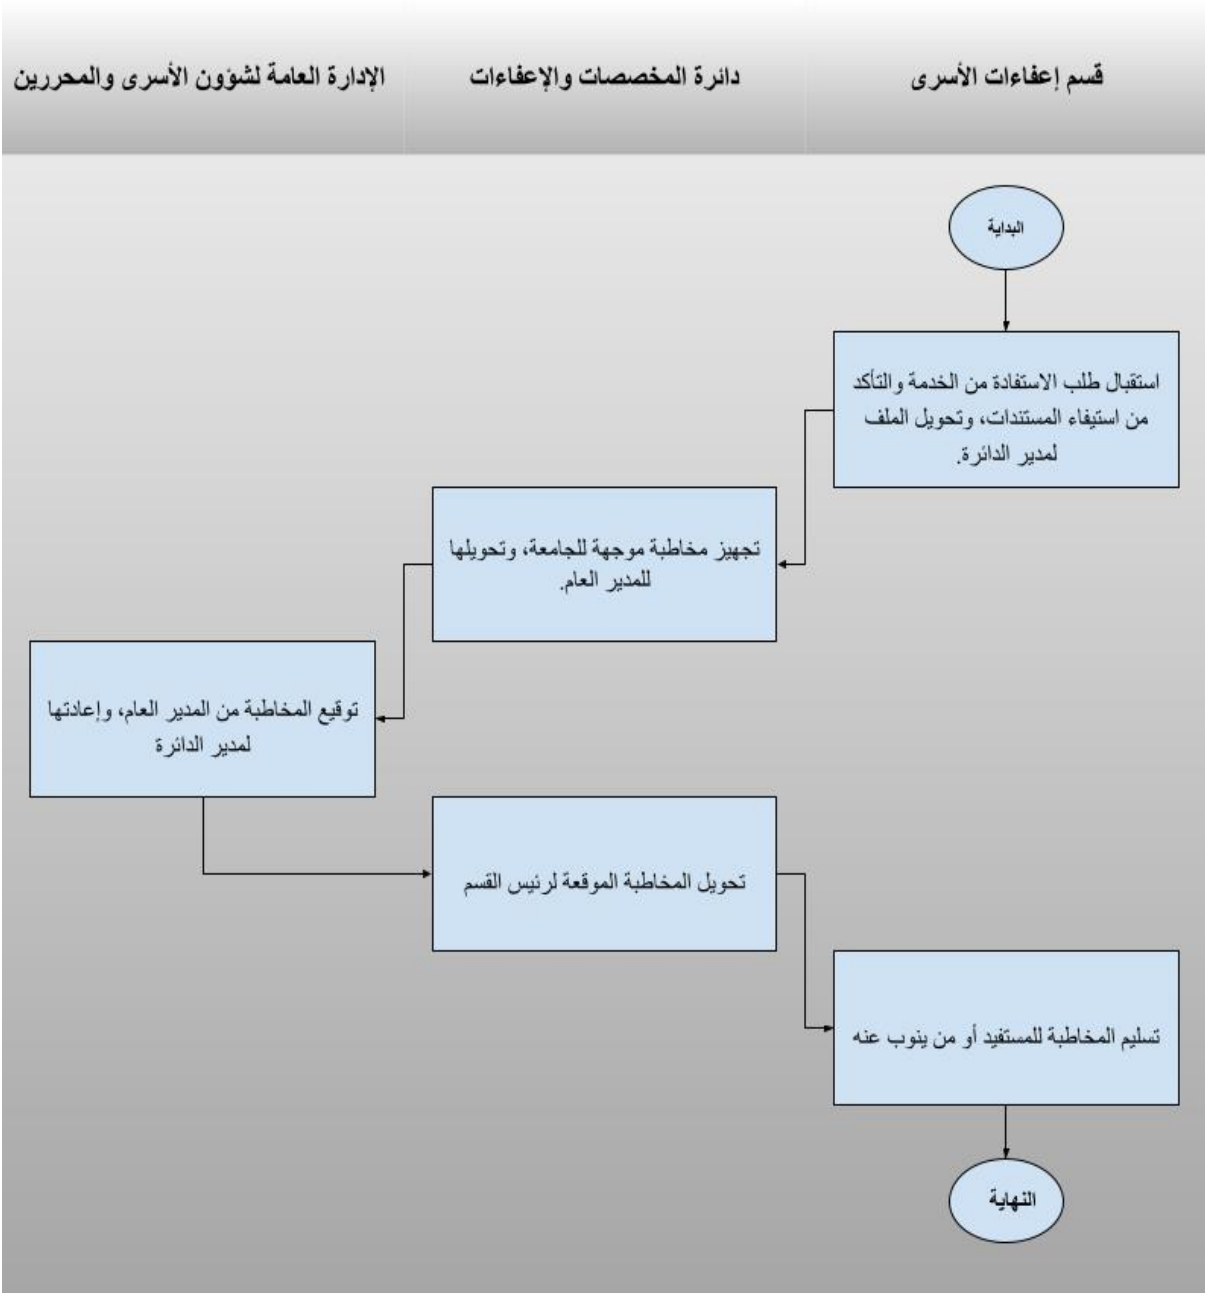 قسم إعفاءات الأسرى
دائرة المخصصات والإعفاءات
الإدارة العامة لشؤون الأسرى والمحررين
البداية
استقبال طلب الاستفادة من الخدمة والتأكد
من استيفاء المستندات، وتحويل الملف
لمدير الدائرة.
تجهيز مخاطبة موجهة للجامعة، وتحويلها
للمدير العام.
توقيع المخاطبة من المدير العام، وإعادتها
لمدير الدائرة
تحويل المخاطبة الموقعة لرئيس القسم
تسليم المخاطبة للمستفيد أو من ينوب عنه
النهاية